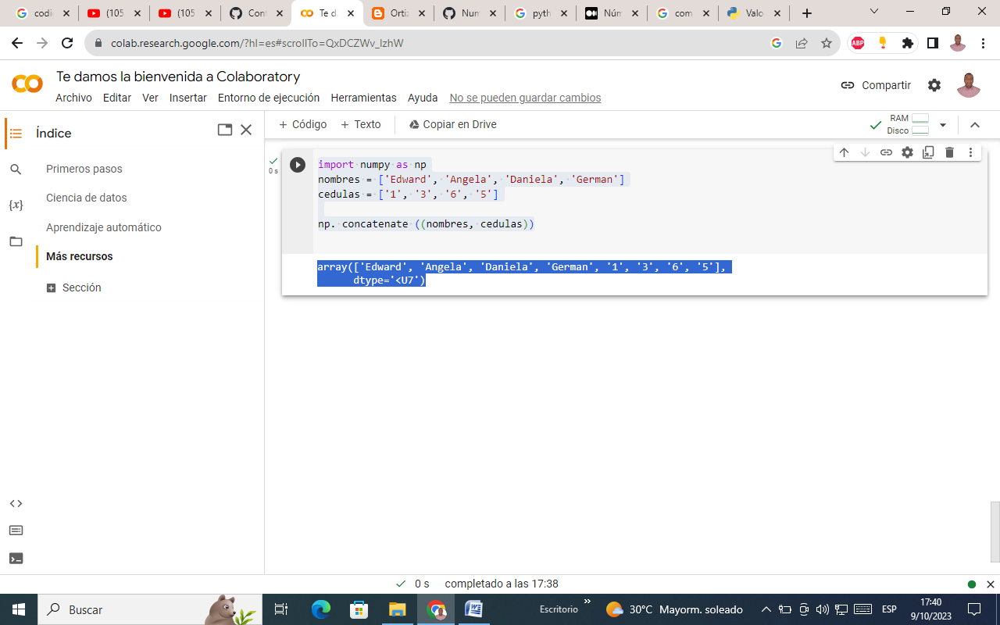 codi
(105
(105
Con
Te d
Ortiz
Num
pyth
Núm
com
Valo
colab.research.google.com/?hl=es#scrollTo=QxDCZWv_lzhW
ABP
Te damos la bienvenida a Colaboratory
Archivo Editar Ver Insertar Entorno de ejecución Herramientas Ayuda No se pueden guardar cambios
Compartir
Índice
+ Código + Texto Copiar en Drive
RAM
Disco
Primeros pasos
Ciencia de datos
Aprendizaje automático
Más recursos
Sección
{x}
0 s
import numpy as np
nombres = ['Edward', 'Angela', 'Daniela', 'German']
cedulas = ['1', '3', '6', '5']
np. concatenate ((nombres, cedulas))
array(['Edward', 'Angela', 'Daniela', 'German', '1', '3', '6', '5'],
dtype='<U7')
0 s completado a las 17:38
Buscar
Escritorio
30°C Mayorm. soleado
ESP
17:40
9/10/2023